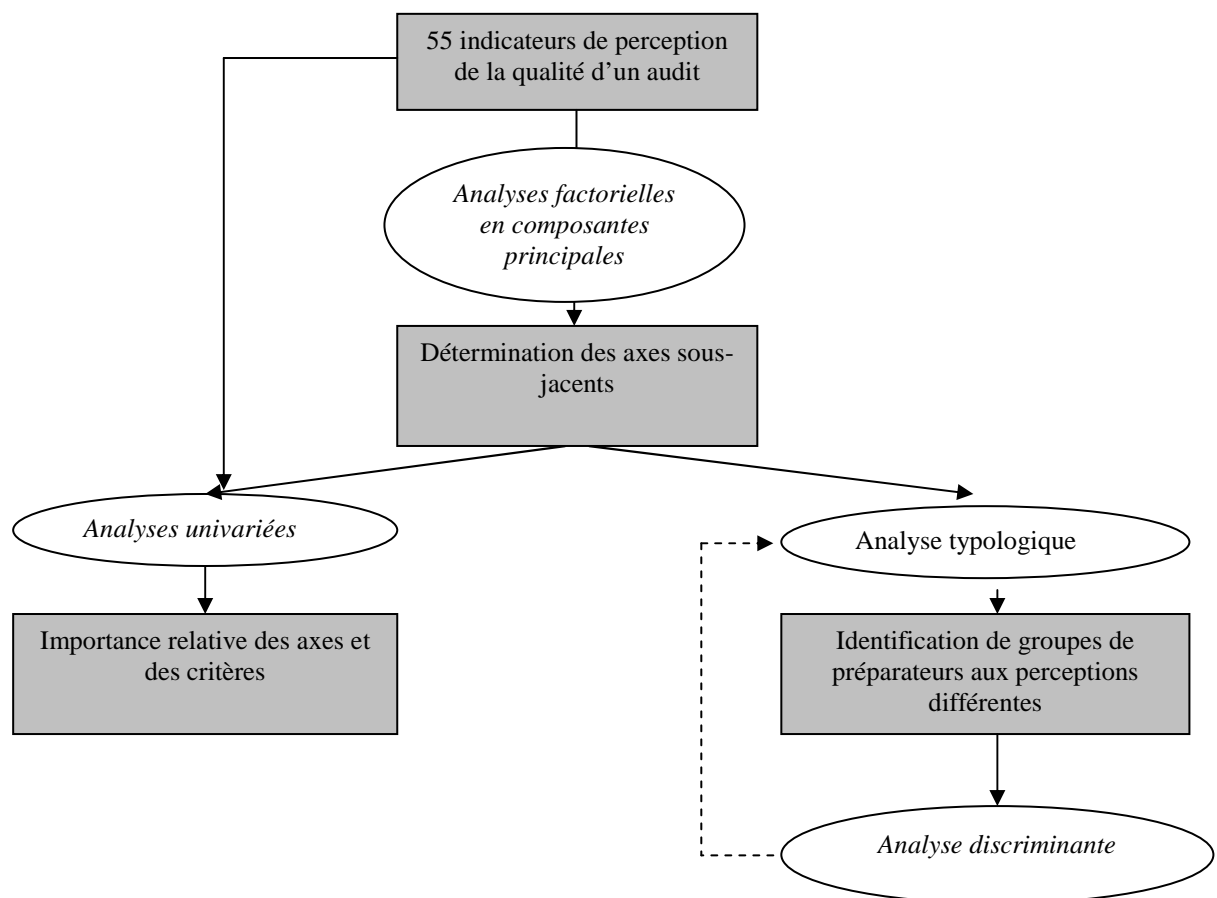 55 indicateurs de perception
de la qualité d’un audit
Analyses factorielles
en composantes
principales
Détermination des axes sous-
jacents
Analyses univariées
Analyse typologique
Importance relative des axes et
des critères
Identification de groupes de
préparateurs aux perceptions
différentes
Analyse discriminante